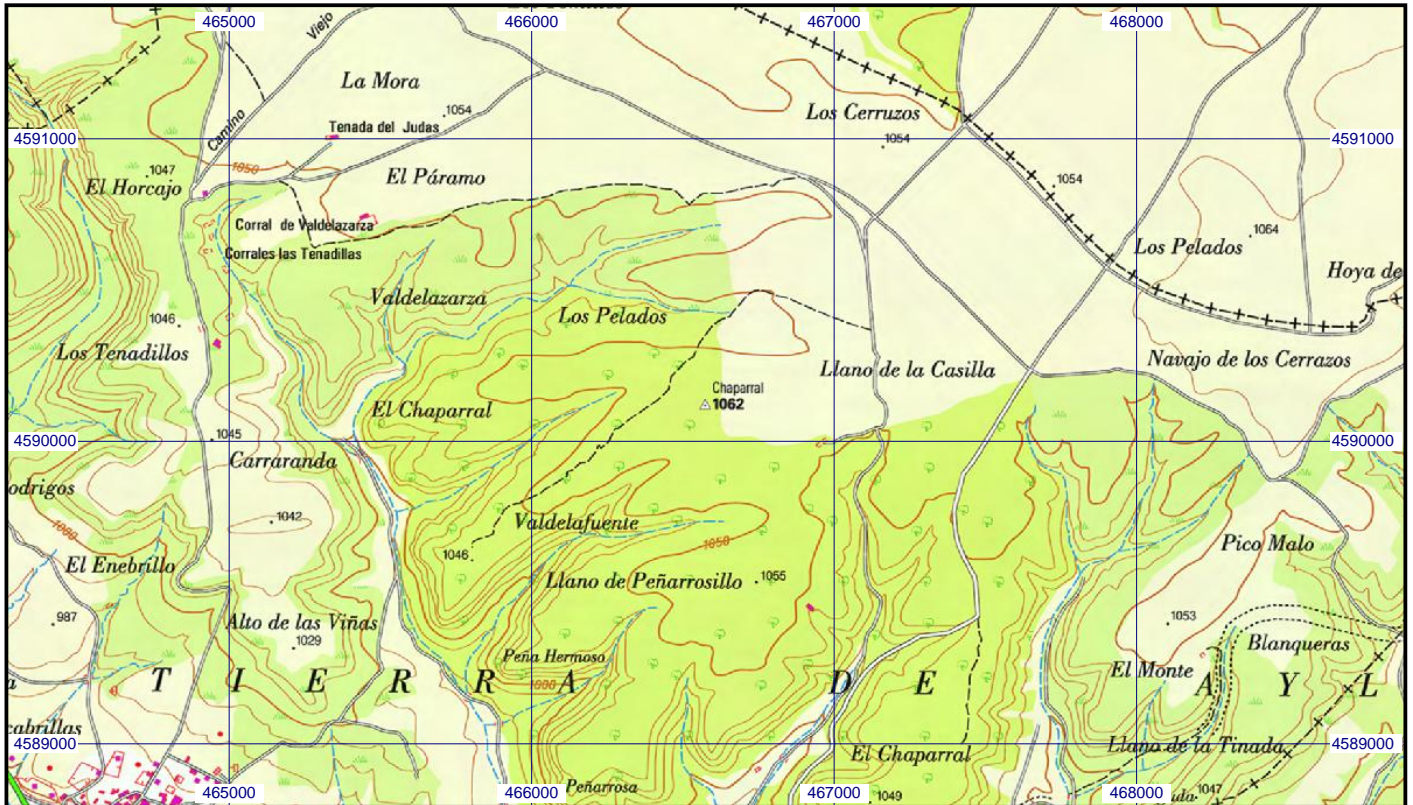 465000
466000
467000
468000
Viejo
La Mora
1054
Los Cerruzos
Camino
Tenada del Judas
1054
4591000
4591000
1050
1047
El Horcajo
El Páramo
1054
Corral de Valdelazarza
1064
Los Pelados
Corrales las Tenadillas
Hoya de
Valdelazarza
Los Pelados
1046
Los Tenadillos
Llano de la Casilla
Navajo de los Cerrazos
Chaparral
1062
El Chaparral
4590000
1045
4590000
Carraranda
odrigos
1042
1000
Valdelafuente
1050
Pico Malo
1046
El Enebrillo
Llano de Peñarrosillo
1055
987
Alto de las Viñas
1053
1029
Blanqueras
Peña Hermoso
El Monte
a
T I E R R A D E A Y L
1000
cabrillas
4589000
4589000
Llano de la Tinada
El Chaparral
Peñarrosa
1047
1049
465000
466000
467000
468000